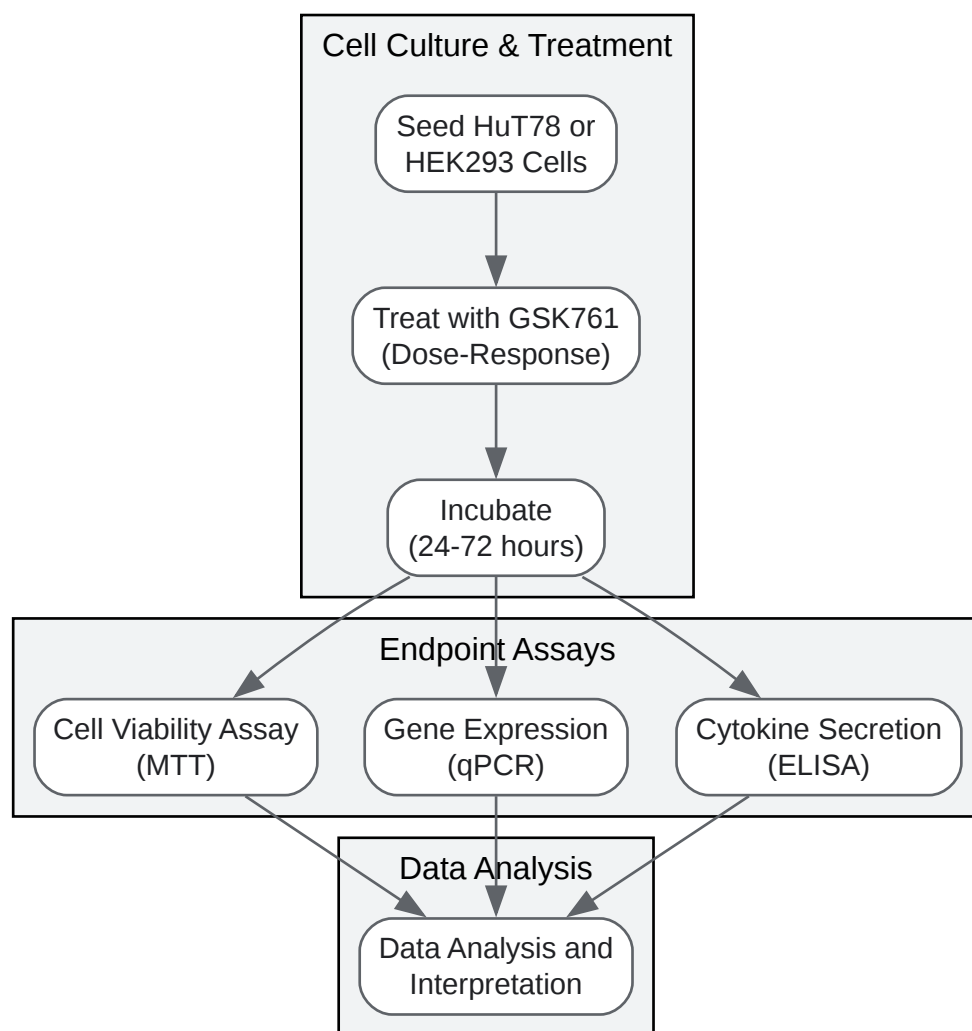 Cell Culture & Treatment
Seed HuT78 or
HEK293 Cells
Treat with GSK761
(Dose-Response)
Incubate
(24-72 hours)
Endpoint Assays
Cell Viability Assay
(MTT)
Gene Expression
(qPCR)
Cytokine Secretion
(ELISA)
Data Analysis
Data Analysis and
Interpretation